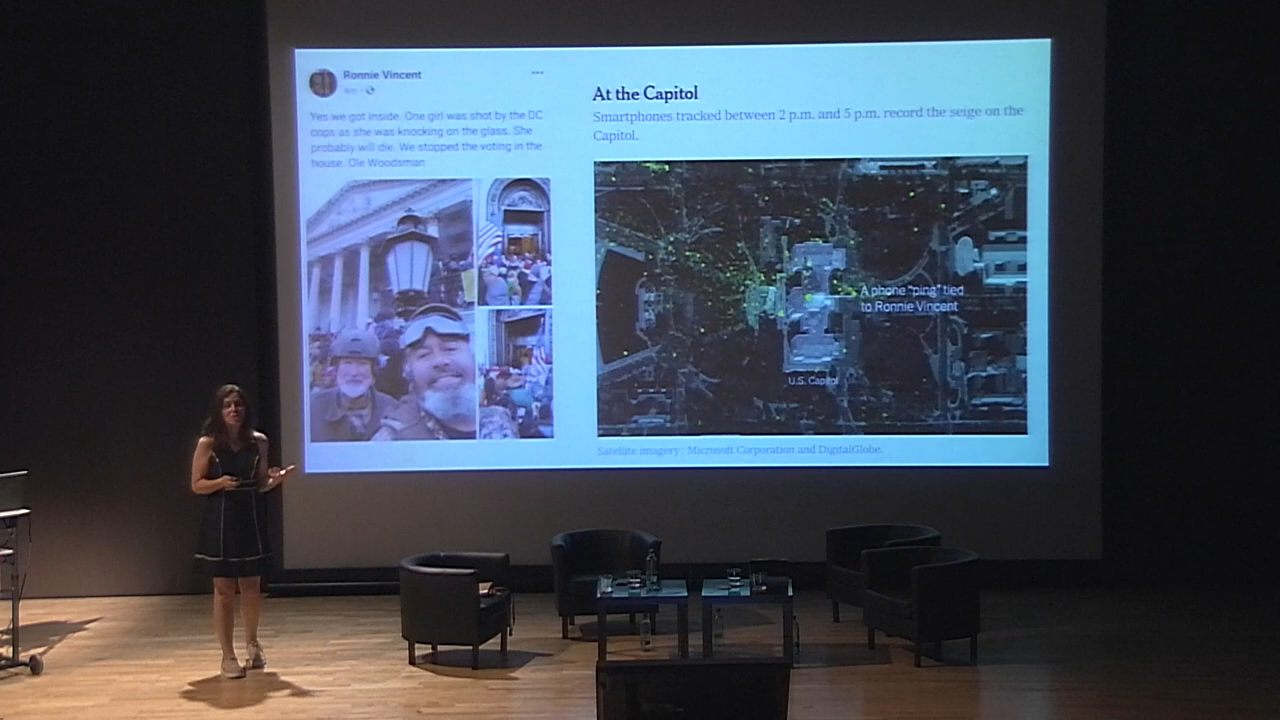 Ronnie Vincent
Yes we got inside. One girl was shot by the DC
cops as she was knocking on the glass. She
probably will die. We stopped the voting in the
house. Ole Woodsman
At the Capitol
Smartphones tracked between 2 p.m. and 5 p.m. record the seige on the
Capitol.
A phone "ping" tied
to Ronnie Vincent
U.S. Capitol
Satellite imagery: Microsoft Corporation and DigitalGlobe.